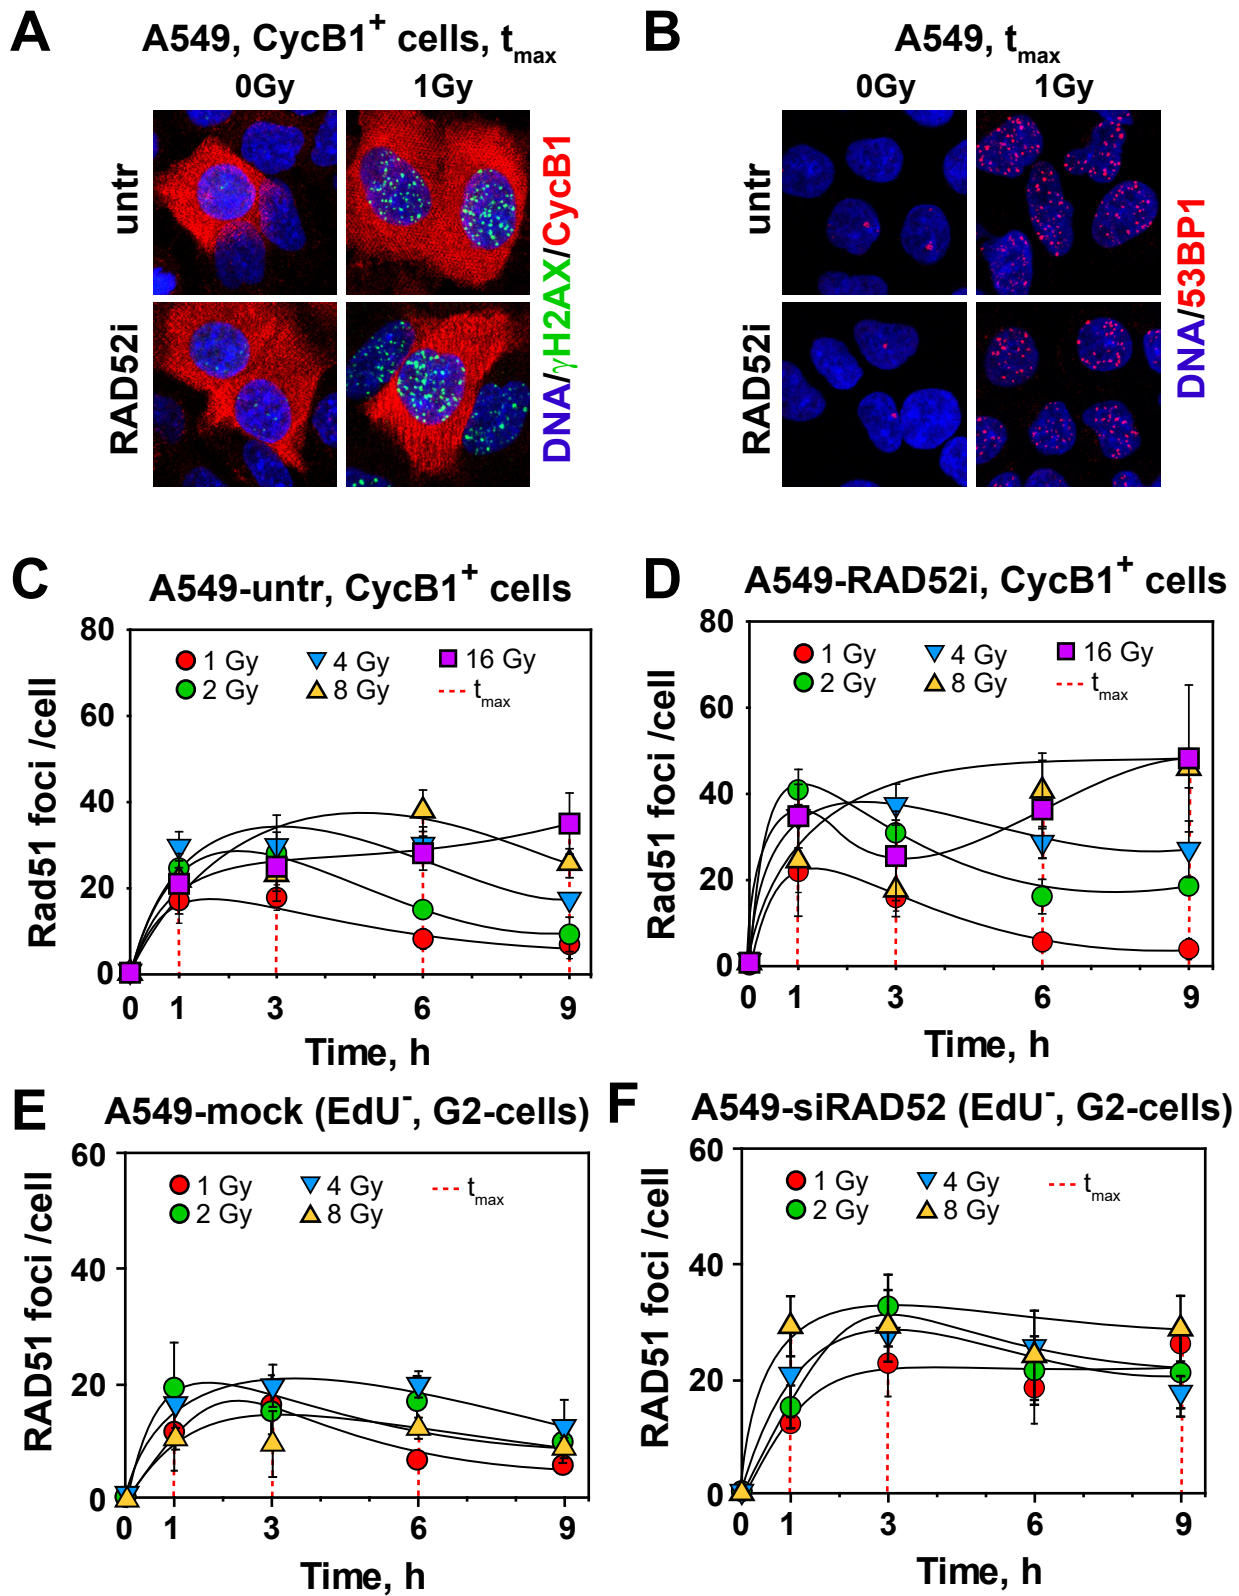 A
A549, CycB1⁺ cells, tmax
0Gy 1Gy
untr
RAD52i
DNA/γH2AX/CycB1
B
A549, tmax
0Gy 1Gy
untr
RAD52i
DNA/53BP1
C
A549-untr, CycB1⁺ cells
Rad51 foci /cell
80
60
40
20
0
1 Gy 4 Gy 16 Gy
2 Gy 8 Gy tmax
0 1 3 6 9
Time, h
D
A549-RAD52i, CycB1⁺ cells
Rad51 foci /cell
80
60
40
20
0
1 Gy 4 Gy 16 Gy
2 Gy 8 Gy tmax
0 1 3 6 9
Time, h
E
A549-mock (EdU⁻, G2-cells)
RAD51 foci /cell
60
40
20
0
1 Gy 4 Gy tmax
2 Gy 8 Gy
0 1 3 6 9
Time, h
F
A549-siRAD52 (EdU⁻, G2-cells)
RAD51 foci /cell
60
40
20
0
1 Gy 4 Gy tmax
2 Gy 8 Gy
0 1 3 6 9
Time, h